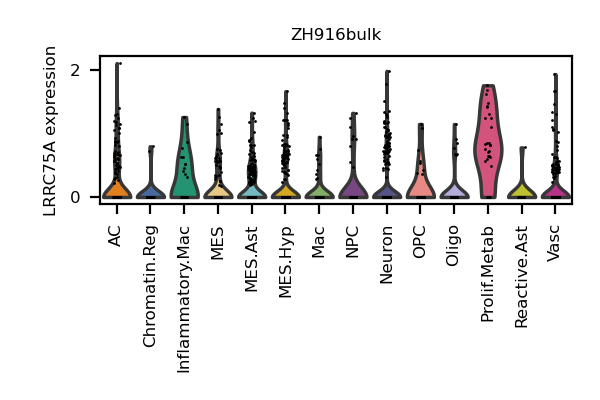 ZH916bulk
LRRC75A expression
2
0
AC
Chromatin.Reg
Inflammatory.Mac
MES
MES.Ast
MES.Hyp
Mac
NPC
Neuron
OPC
Oligo
Prolif.Metab
Reactive.Ast
Vasc